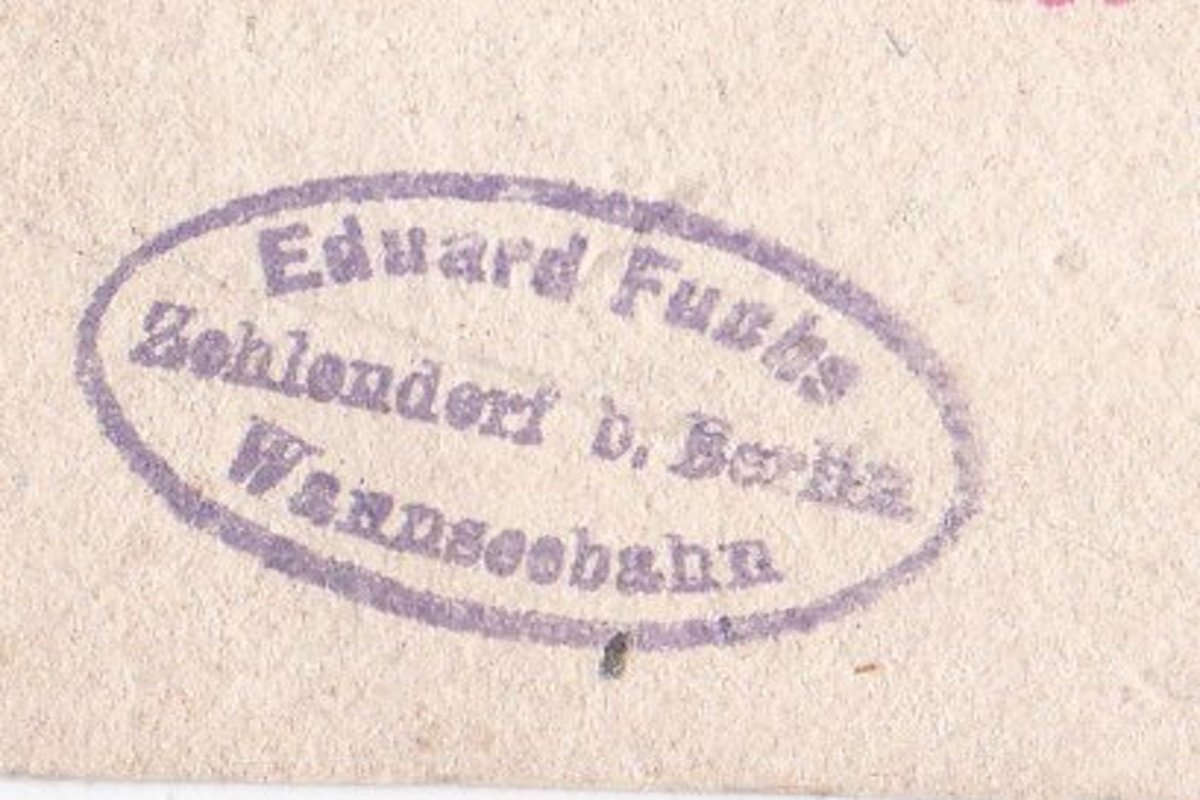 Eduard Fuchs
Zehlendorf b. Berlin
Wannseebahn